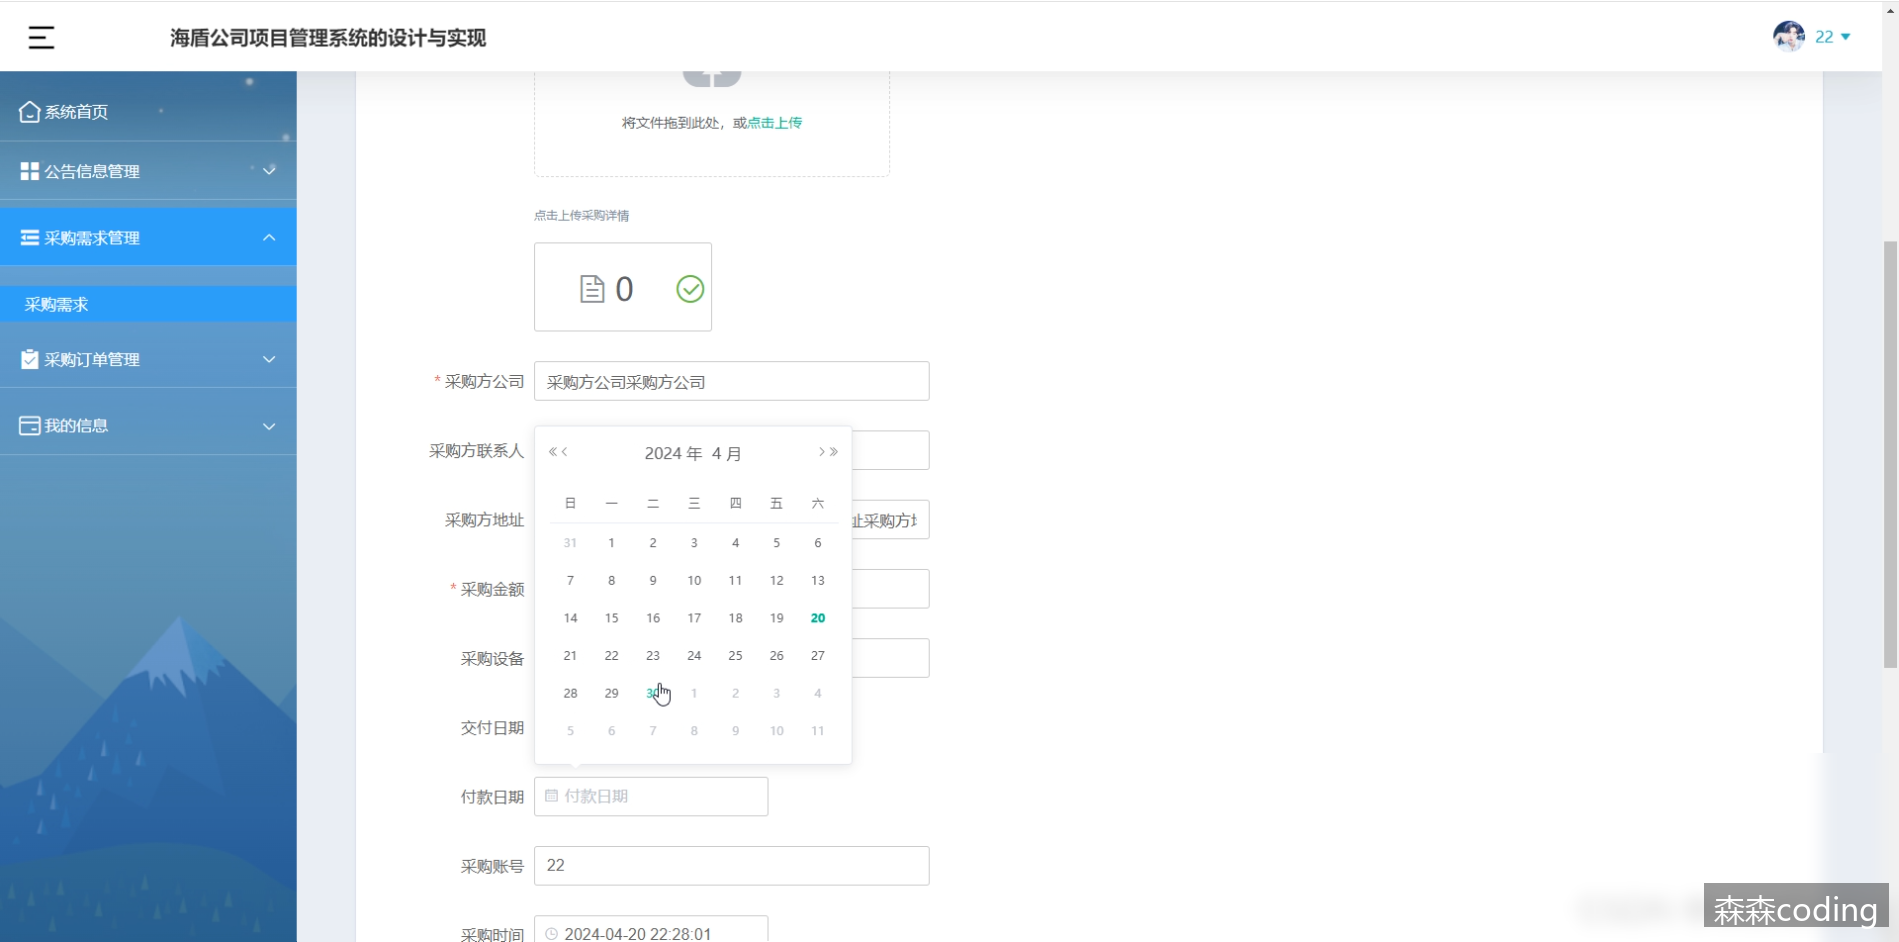 海盾公司项目管理系统的设计与实现
22
系统首页
公告信息管理
采购需求管理
采购需求
采购订单管理
我的信息
将文件拖到此处，或点击上传
点击上传采购详情
0
* 采购方公司
采购方公司采购方公司
采购方联系人
采购方地址
址采购方
* 采购金额
采购设备
交付日期
2024 年 4 月
日 一 二 三 四 五 六
31 1 2 3 4 5 6
7 8 9 10 11 12 13
14 15 16 17 18 19 20
21 22 23 24 25 26 27
28 29 30 1 2 3 4
5 6 7 8 9 10 11
付款日期
付款日期
采购账号
22
采购时间
2024-04-20 22:28:01
森森coding